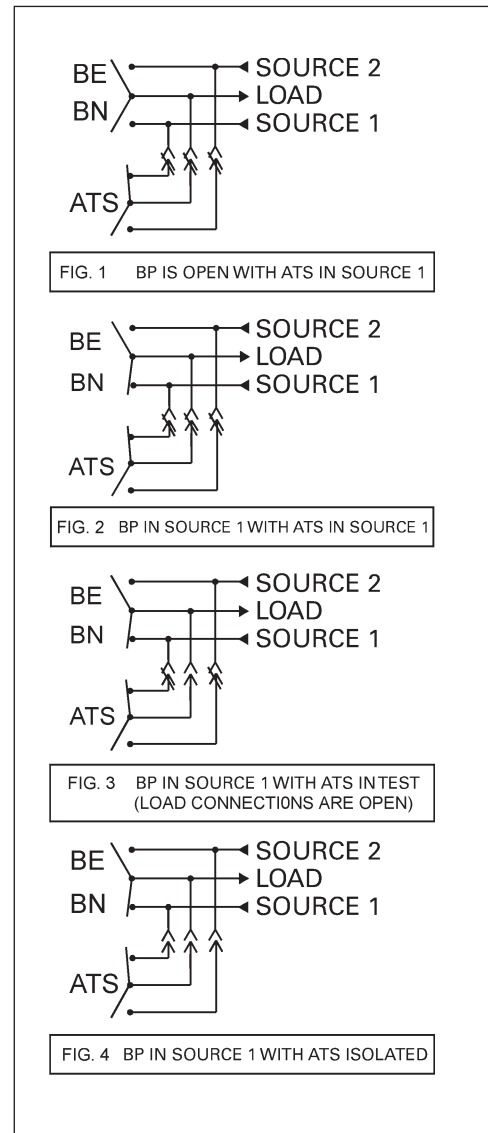 BE
SOURCE 2
LOAD
BN
SOURCE 1
ATS
FIG. 1 BP IS OPEN WITH ATS IN SOURCE 1
BE
SOURCE 2
LOAD
BN
SOURCE 1
ATS
FIG. 2 BP IN SOURCE 1 WITH ATS IN SOURCE 1
BE
SOURCE 2
LOAD
BN
SOURCE 1
ATS
FIG. 3 BP IN SOURCE 1 WITH ATS IN TEST
(LOAD CONNECTIONS ARE OPEN)
BE
SOURCE 2
LOAD
BN
SOURCE 1
ATS
FIG. 4 BP IN SOURCE 1 WITH ATS ISOLATED